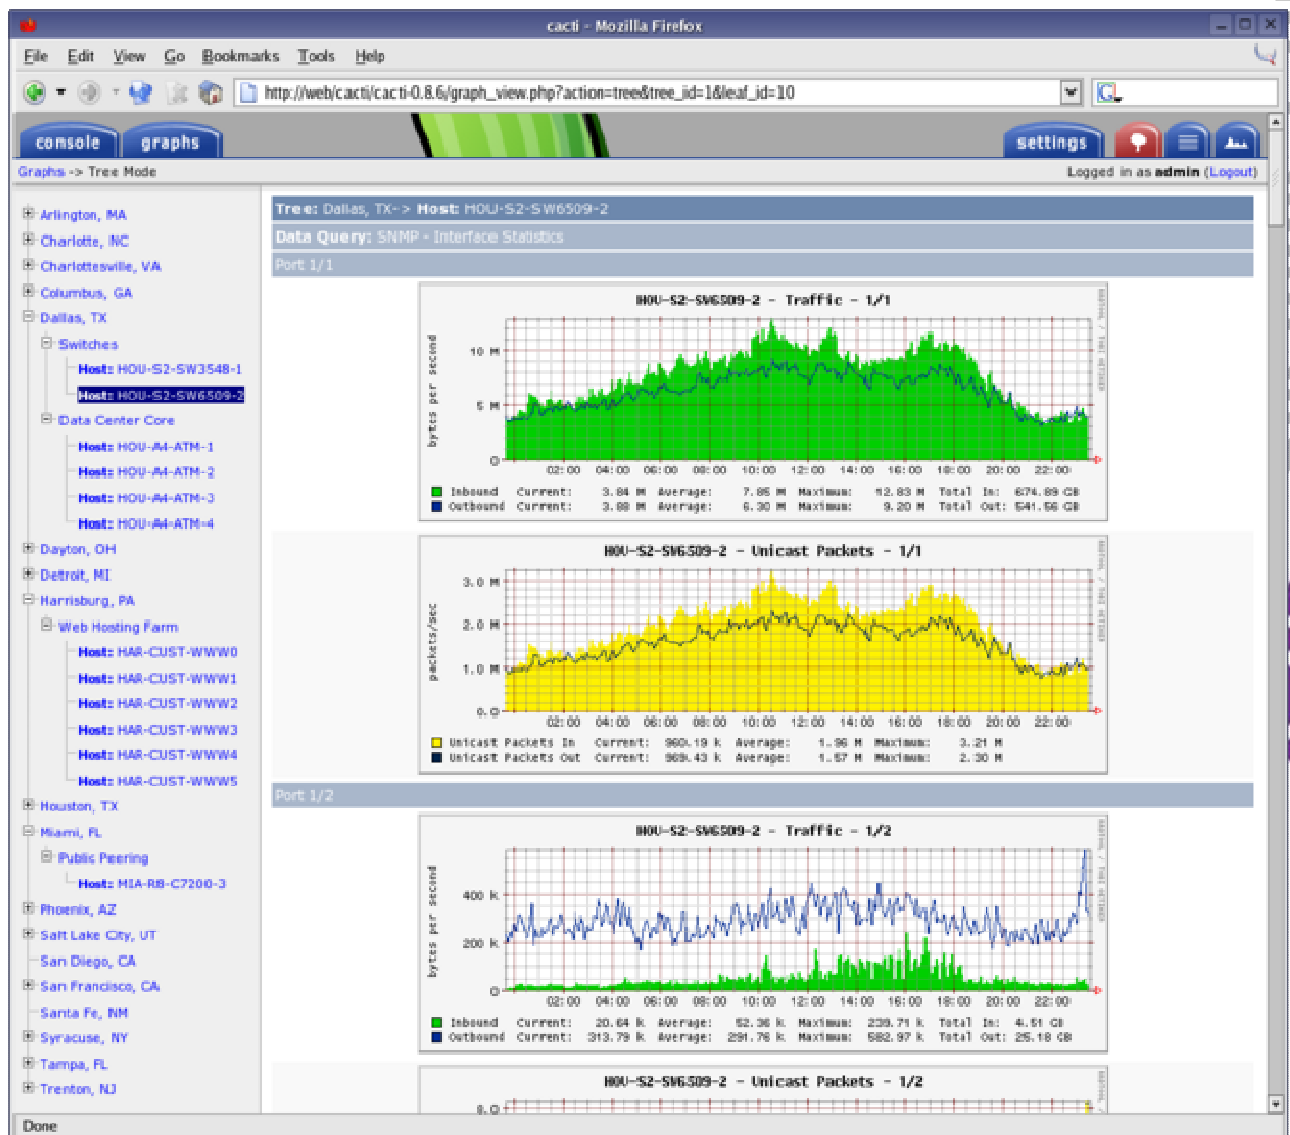 cacti - Mozilla Firefox
File Edit View Go Bookmarks Tools Help
http://web/cacti/cacti-0.8.6/graph_view.php?action=tree&tree_id=1&leaf_id=10
G
console graphs settings
Graphs -> Tree Mode
Logged in as admin (Logout)
Arlington, MA
Charlotte, NC
Charlottesville, VA
Columbus, GA
Dallas, TX
Switches
Host: HOU-S2-SW3548-1
Host: HOU-S2-SW6509-2
Data Center Core
Host: HOU-A4-ATM-1
Host: HOU-A4-ATM-2
Host: HOU-A4-ATM-3
Host: HOU-A4-ATM-4
Dayton, OH
Detroit, MI
Harrisburg, PA
Web Hosting Farm
Host: HAR-CUST-WWW0
Host: HAR-CUST-WWW1
Host: HAR-CUST-WWW2
Host: HAR-CUST-WWW3
Host: HAR-CUST-WWW4
Host: HAR-CUST-WWW5
Houston, TX
Miami, FL
Public Peering
Host: MIA-R8-C7200-3
Phoenix, AZ
Salt Lake City, UT
San Diego, CA
San Francisco, CA
Santa Fe, NM
Syracuse, NY
Tampa, FL
Trenton, NJ
Tree: Dallas, TX-> Host: HOU-S2-SW6509-2
Data Query: SNMP - Interface Statistics
Port 1/1
HOU-S2-SW6509-2 - Traffic - 1/1
bytes per second
10 M
5 M
0
02:00 04:00 06:00 08:00 10:00 12:00 14:00 16:00 18:00 20:00 22:00
Inbound Current: 3.84 M Average: 7.85 M Maximum: 12.83 M Total In: 674.89 GB
Outbound Current: 3.88 M Average: 6.30 M Maximum: 9.20 M Total Out: 541.56 GB
HOU-S2-SW6509-2 - Unicast Packets - 1/1
packets/sec
3.0 M
2.0 M
1.0 M
0.0
02:00 04:00 06:00 08:00 10:00 12:00 14:00 16:00 18:00 20:00 22:00
Unicast Packets In Current: 960.19 k Average: 1.96 M Maximum: 3.21 M
Unicast Packets Out Current: 969.43 k Average: 1.57 M Maximum: 2.30 M
Port 1/2
HOU-S2-SW6509-2 - Traffic - 1/2
bytes per second
400 k
200 k
0
02:00 04:00 06:00 08:00 10:00 12:00 14:00 16:00 18:00 20:00 22:00
Inbound Current: 20.64 k Average: 52.36 k Maximum: 239.71 k Total In: 4.51 GB
Outbound Current: 313.79 k Average: 291.76 k Maximum: 582.97 k Total Out: 25.18 GB
HOU-S2-SW6509-2 - Unicast Packets - 1/2
8.0
Done